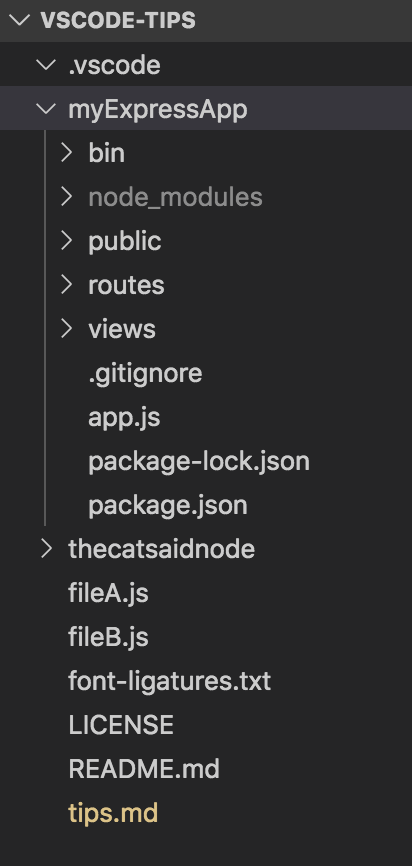 VSCODE-TIPS
.vscode
myExpressApp
bin
node_modules
public
routes
views
.gitignore
app.js
package-lock.json
package.json
thecatsaidnode
fileA.js
fileB.js
font-ligatures.txt
LICENSE
README.md
tips.md